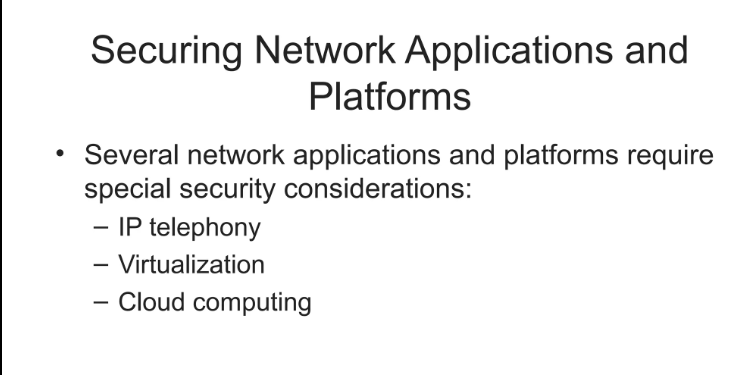 Securing Network Applications and
Platforms
• Several network applications and platforms require
special security considerations:
– IP telephony
– Virtualization
– Cloud computing